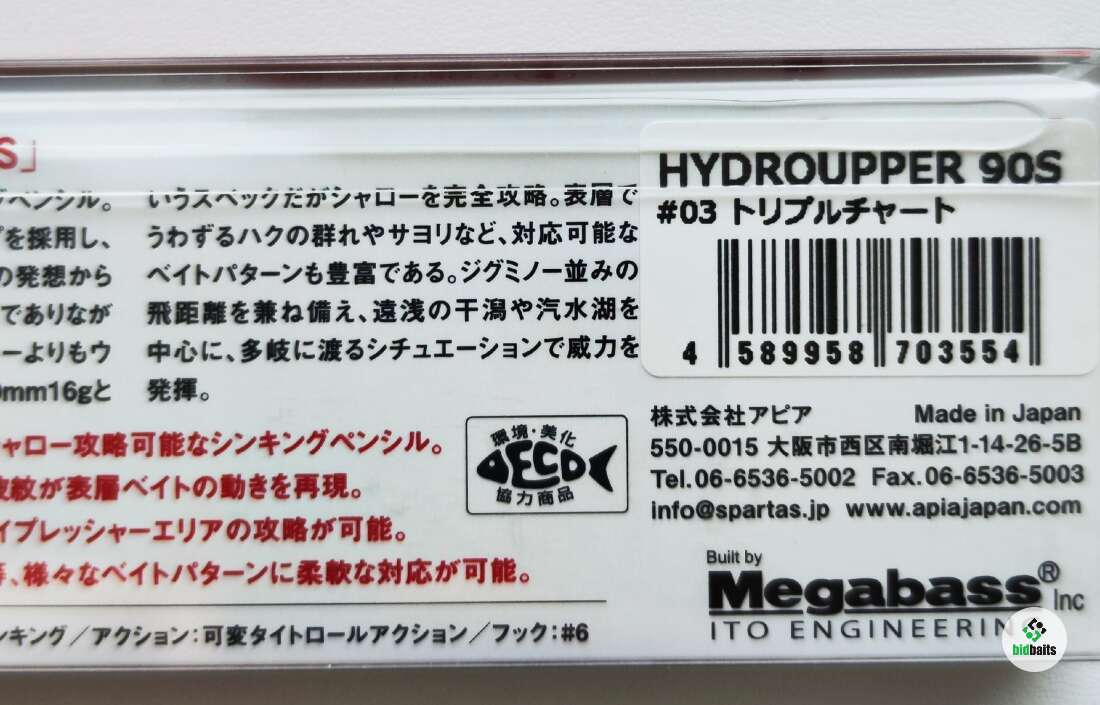 S」
ペンシル。
を採用し、
の発想から
でありなが
ーよりもウ
mm16gと
いうスペックだがシャローを完全攻略。表層で
うわずるハクの群れやサヨリなど、対応可能な
ベイトパターンも豊富である。ジグミノー並みの
飛距離を兼ね備え、遠浅の干潟や汽水湖を
中心に、多岐に渡るシチュエーションで威力を
発揮。
ャロー攻略可能なシンキングペンシル。
波紋が表層ベイトの動きを再現。
イプレッシャーエリアの攻略が可能。
等、様々なベイトパターンに柔軟な対応が可能。
ンキング／アクション：可変タイトロールアクション／フック：#6
環境・美化
ECO
協力商品
HYDROUPPER 90S
#03 トリプルチャート
4 589958 703554
株式会社アピア Made in Japan
550-0015 大阪市西区南堀江1-14-26-5B
Tel.06-6536-5002 Fax.06-6536-5003
info@spartas.jp www.apiajapan.com
Built by
Megabass® Inc
ITO ENGINEERIN
bidbaits